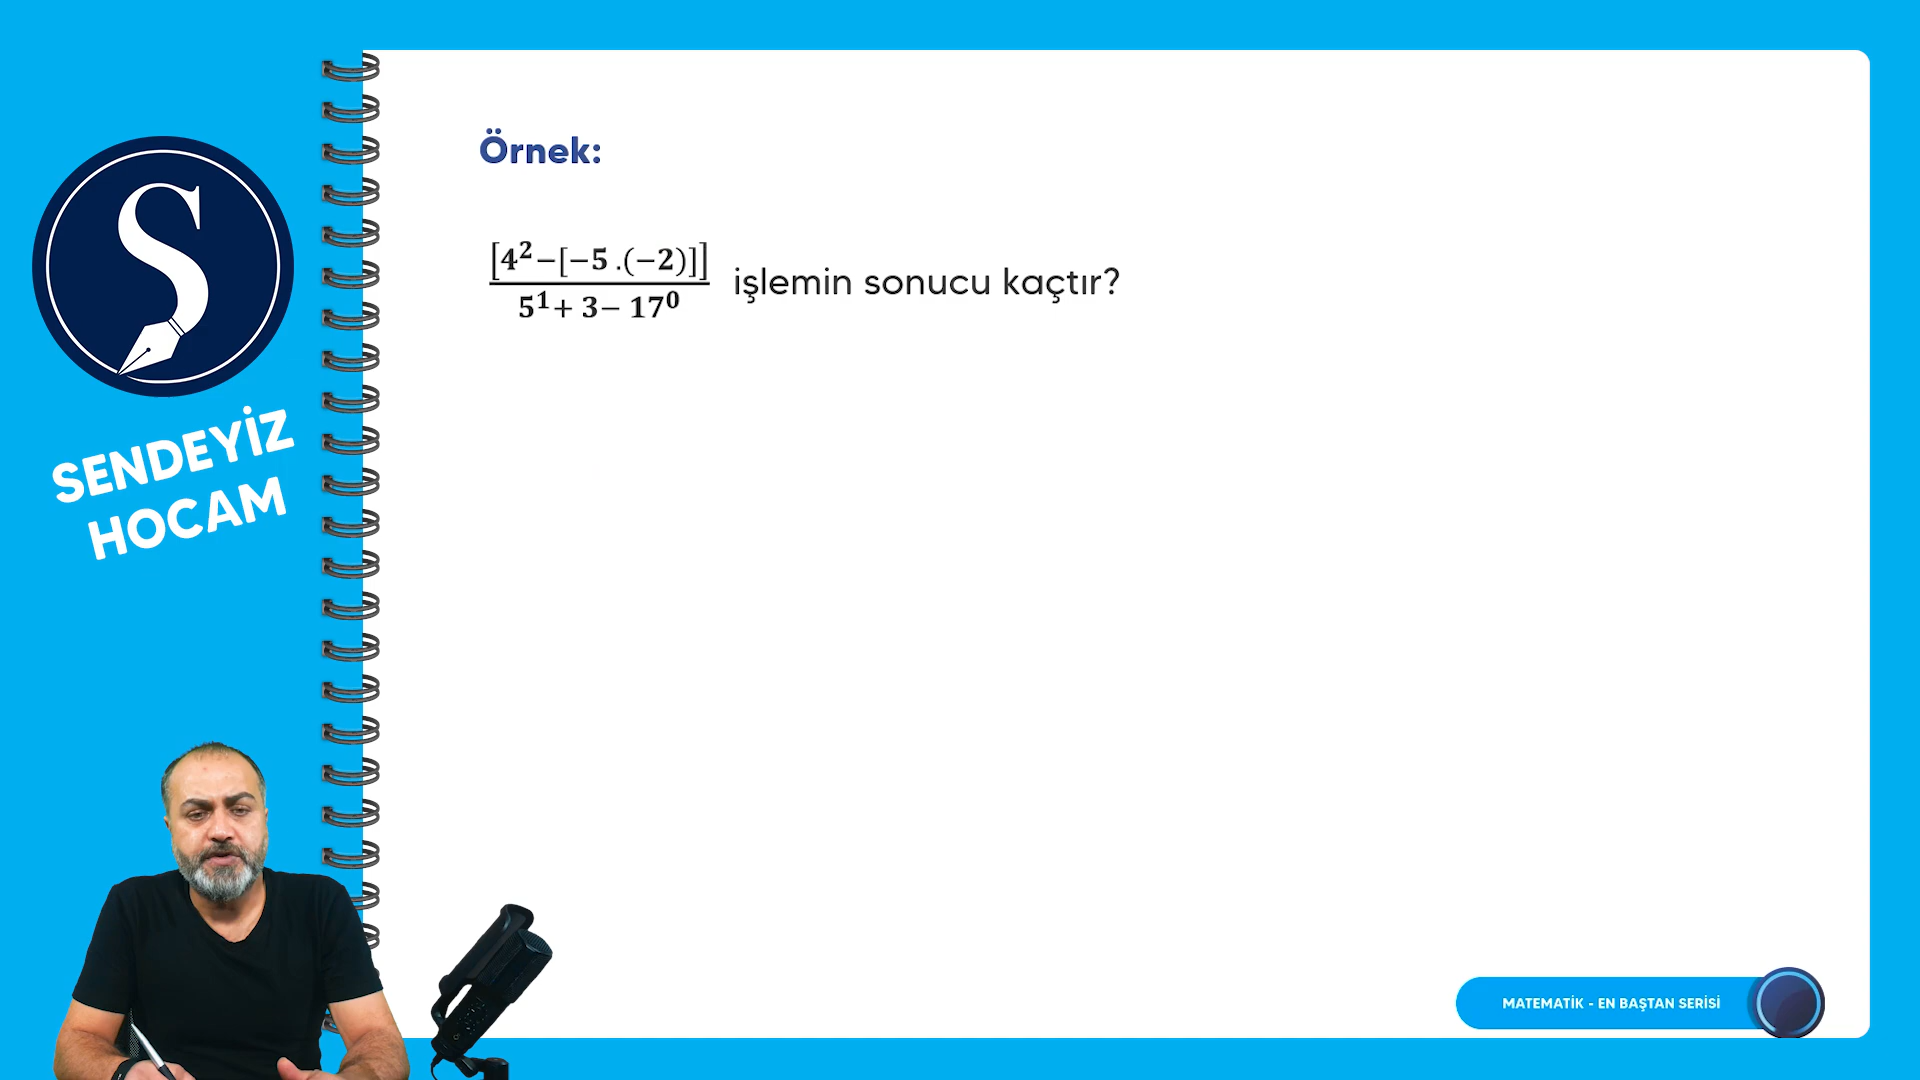 S
SENDEYİZ
HOCAM
Örnek:
[4²−[−5 .(−2)]]
5¹+ 3− 17⁰
işlemin sonucu kaçtır?
MATEMATİK - EN BAŞTAN SERİSİ